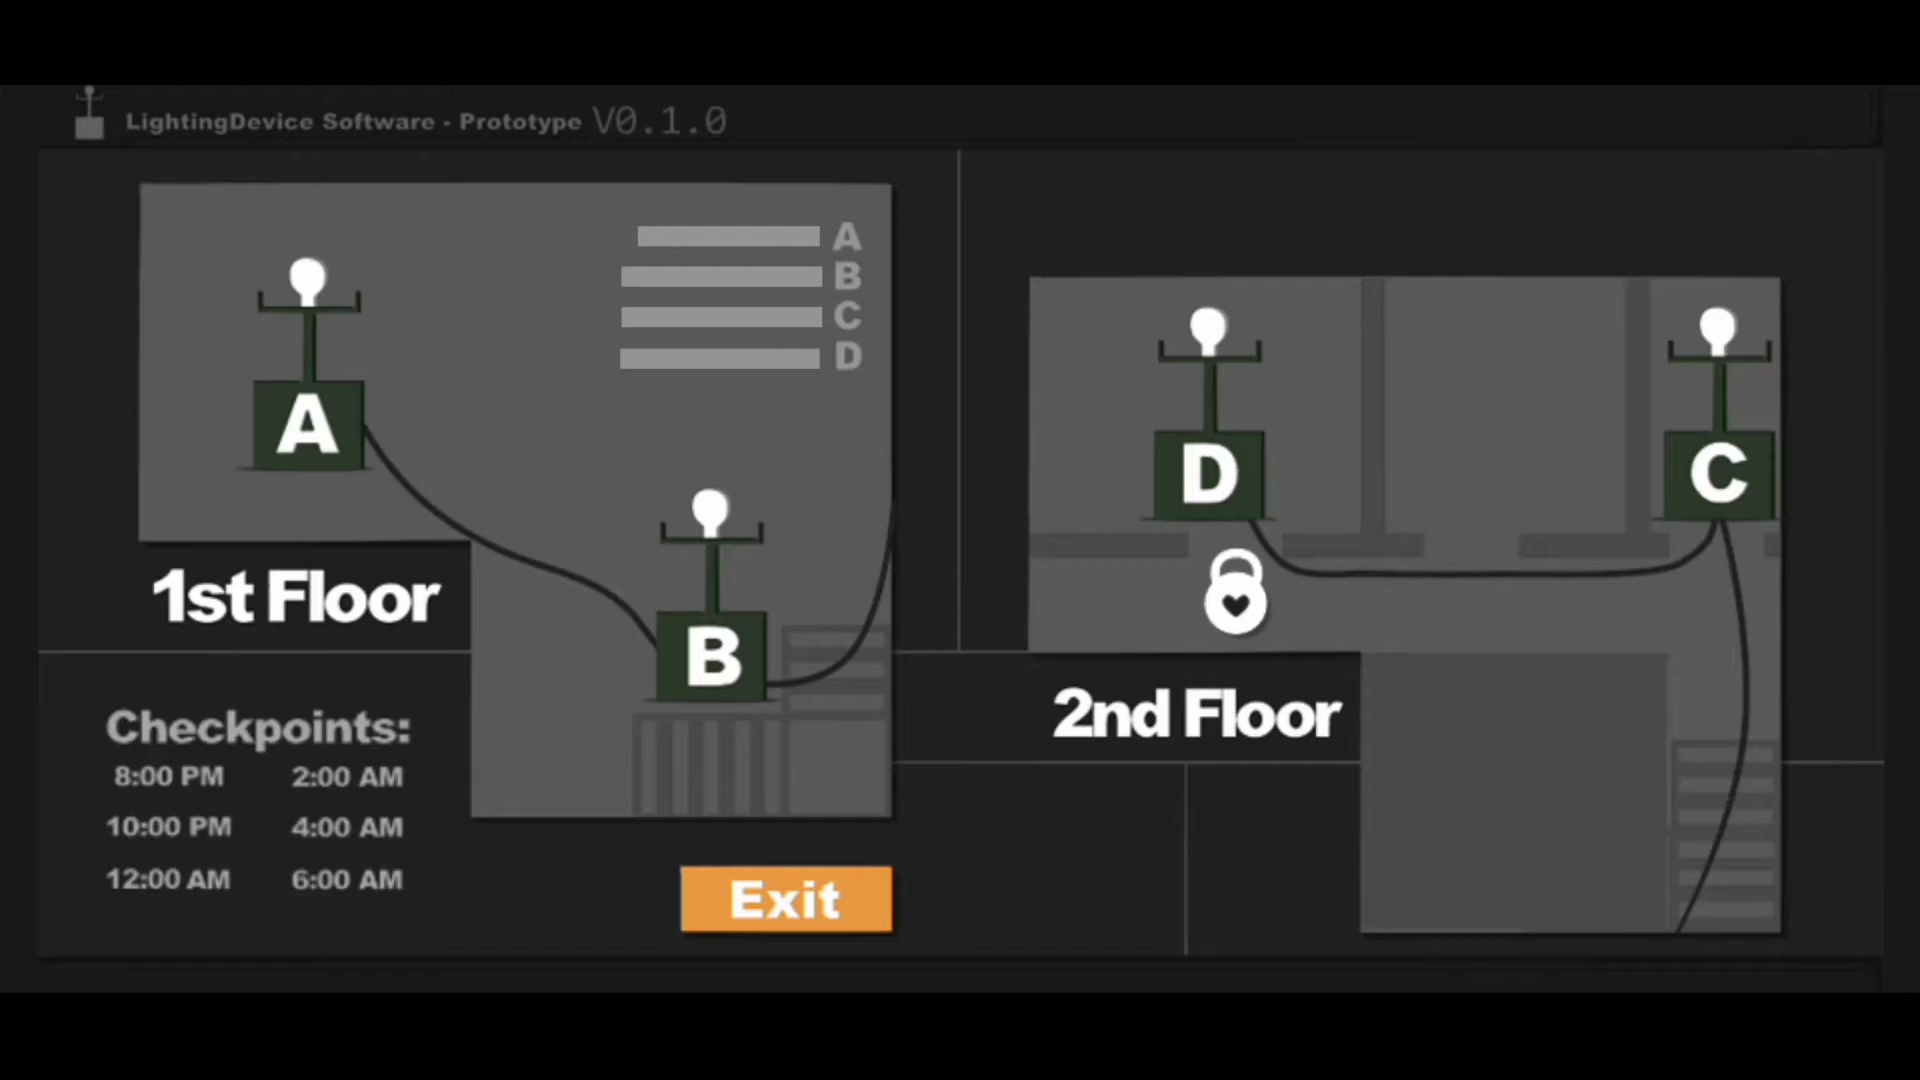 LightingDevice Software - Prototype V0.1.0
A
B
C
D
A
B
1st Floor
D
C
2nd Floor
Checkpoints:
8:00 PM 2:00 AM
10:00 PM 4:00 AM
12:00 AM 6:00 AM
Exit